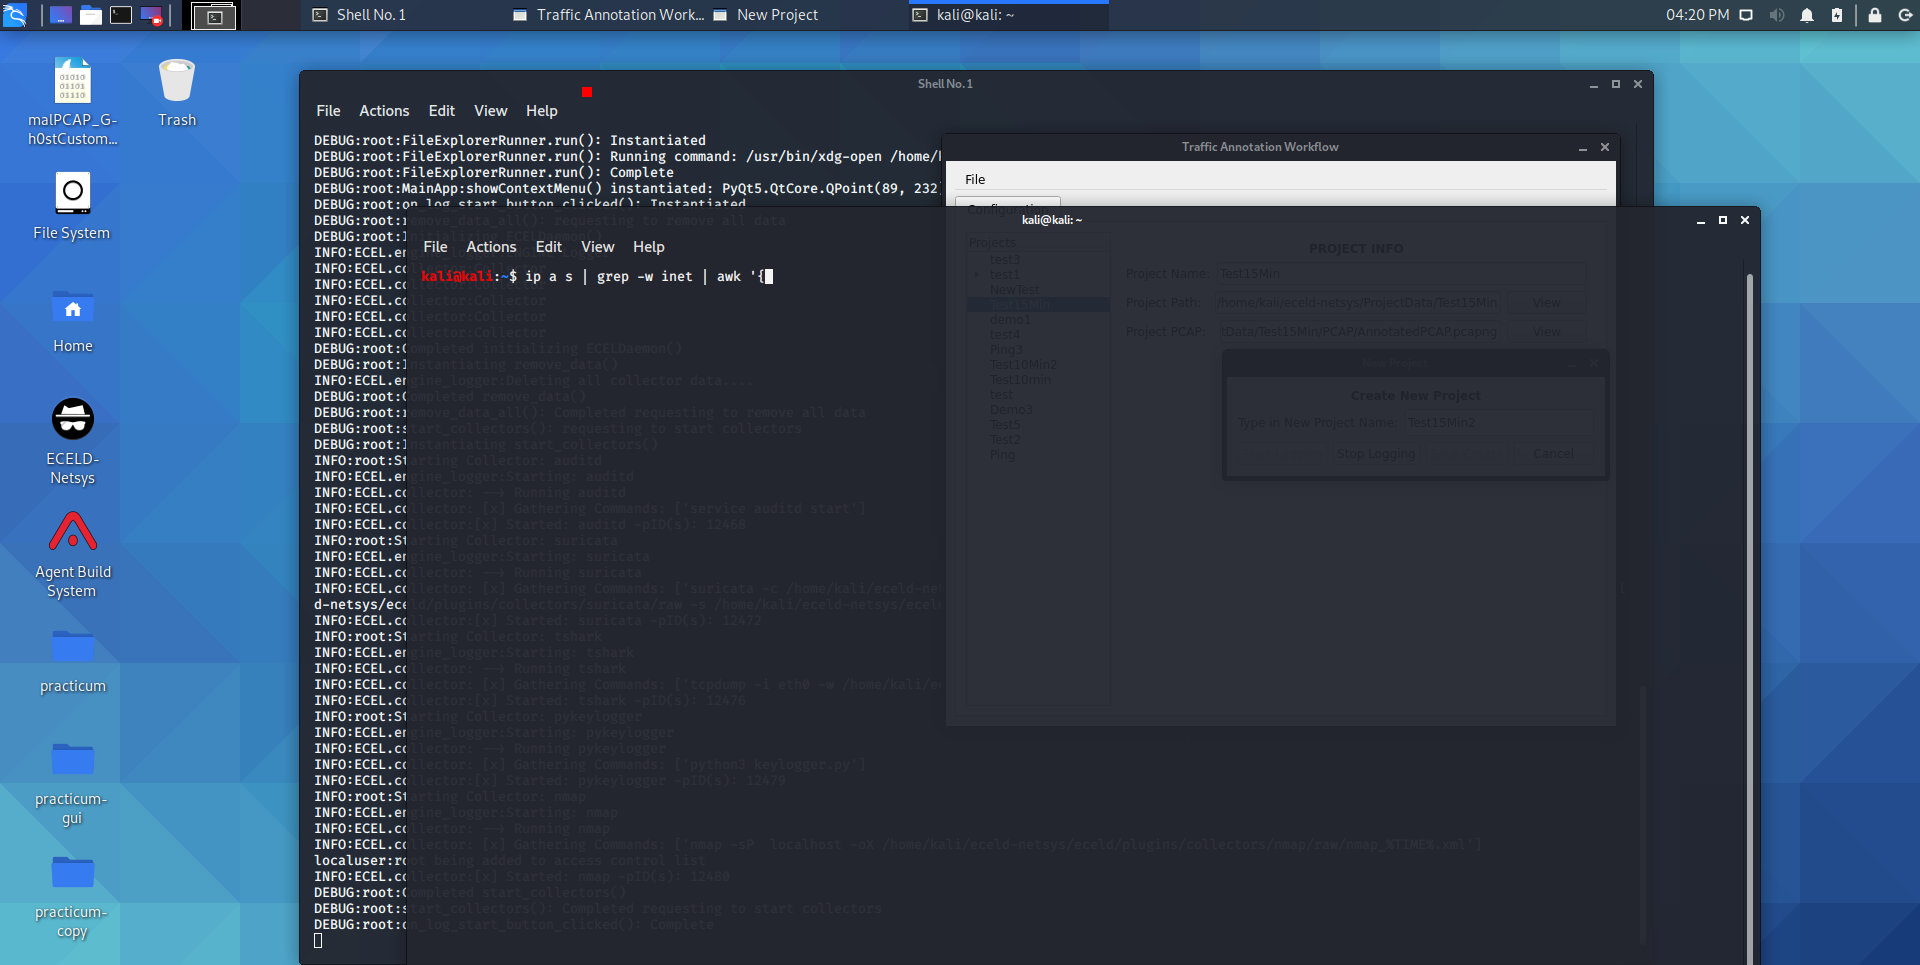 Shell No. 1
Traffic Annotation Work...
New Project
kali@kali: ~
04:20 PM
malPCAP_G-
h0stCustom...
Trash
File System
Home
ECELD-
Netsys
Agent Build
System
practicum
practicum-
gui
practicum-
copy
Shell No. 1
File Actions Edit View Help
DEBUG:root:FileExplorerRunner.run(): Instantiated
DEBUG:root:FileExplorerRunner.run(): Running command: /usr/bin/xdg-open /home/
DEBUG:root:FileExplorerRunner.run(): Complete
DEBUG:root:MainApp:showContextMenu() instantiated: PyQt5.QtCore.QPoint(89, 232)
DEBUG:root:on_log_start_button_clicked(): Instantiated
DEBUG:root:remove_data_all(): requesting to remove all data
DEBUG:root:Initializing ECELDaemon()
INFO:ECEL.en
INFO:ECEL.collector:Collector
INFO:ECEL.collector:Collector
INFO:ECEL.collector:Collector
INFO:ECEL.collector:Collector
INFO:ECEL.collector:Collector
DEBUG:root:Completed initializing ECELDaemon()
DEBUG:root:Instantiating remove_data()
INFO:ECEL.engine_logger:Deleting all collector data....
DEBUG:root:Completed remove_data()
DEBUG:root:remove_data_all(): Completed requesting to remove all data
DEBUG:root:start_collectors(): requesting to start collectors
DEBUG:root:Instantiating start_collectors()
INFO:root:Starting Collector: auditd
INFO:ECEL.engine_logger:Starting: auditd
INFO:ECEL.collector: --> Running auditd
INFO:ECEL.collector: [x] Gathering Commands: ['service auditd start']
INFO:ECEL.collector:[x] Started: auditd -pID(s): 12460
INFO:root:Starting Collector: suricata
INFO:ECEL.engine_logger:Starting: suricata
INFO:ECEL.collector: --> Running suricata
INFO:ECEL.collector: [x] Gathering Commands: ['suricata -c /home/kali/eceld-net
d-netsys/eceld/plugins/collectors/suricata/raw -s /home/kali/eceld-netsys/eceld
INFO:ECEL.collector:[x] Started: suricata -pID(s): 12472
INFO:root:Starting Collector: tshark
INFO:ECEL.engine_logger:Starting: tshark
INFO:ECEL.collector: --> Running tshark
INFO:ECEL.collector: [x] Gathering Commands: ['tcpdump -i eth0 -w /home/kali/e
INFO:ECEL.collector:[x] Started: tshark -pID(s): 12476
INFO:root:Starting Collector: pykeylogger
INFO:ECEL.engine_logger:Starting: pykeylogger
INFO:ECEL.collector: --> Running pykeylogger
INFO:ECEL.collector: [x] Gathering Commands: ['python3 keylogger.py']
INFO:ECEL.collector:[x] Started: pykeylogger -pID(s): 12479
INFO:root:Starting Collector: nmap
INFO:ECEL.engine_logger:Starting: nmap
INFO:ECEL.collector: --> Running nmap
INFO:ECEL.collector: [x] Gathering Commands: ['nmap -sP localhost -oX /home/kali/eceld-netsys/eceld/plugins/collectors/nmap/raw/nmap_%TIME%.xml']
localuser:root being added to access control list
INFO:ECEL.collector:[x] Started: nmap -pID(s): 12480
DEBUG:root:Completed start_collectors()
DEBUG:root:start_collectors(): Completed requesting to start collectors
DEBUG:root:on_log_start_button_clicked(): Complete
Traffic Annotation Workflow
File
Configuration
Projects
test3
test1
NewTest
Test15Min
demo1
test4
Ping3
Test10Min2
Test10min
test
Demo3
Test5
Test2
Ping
PROJECT INFO
Project Name: Test15Min
Project Path: /home/kali/eceld-netsys/ProjectData/Test15Min View
Project PCAP: tData/Test15Min/PCAP/AnnotatedPCAP.pcapng View
New Project
Create New Project
Type in New Project Name: Test15Min2
Stop Logging Cancel
kali@kali: ~
File Actions Edit View Help
kali@kali:~$ ip a s | grep -w inet | awk '{